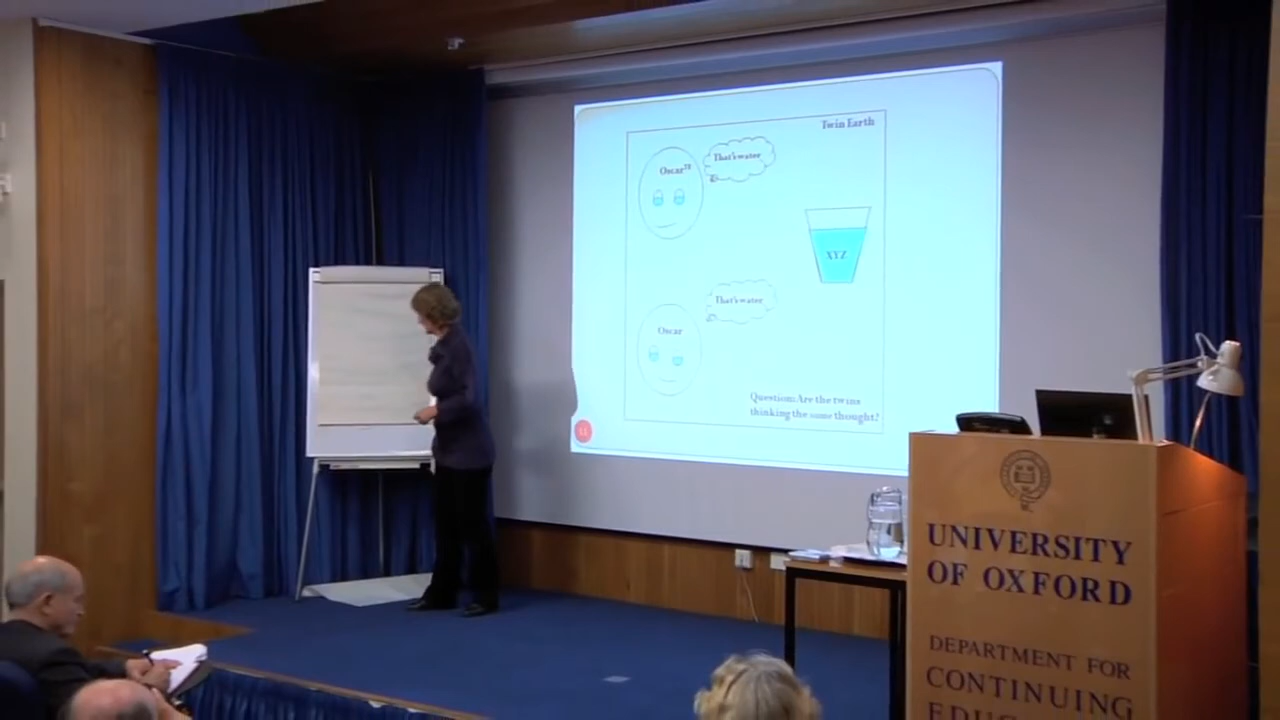 Twin Earth
That's water
Oscar TE
XYZ
That's water
Oscar
Question: Are the twins
thinking the same thought?
UNIVERSITY
OF OXFORD
DEPARTMENT FOR
CONTINUING